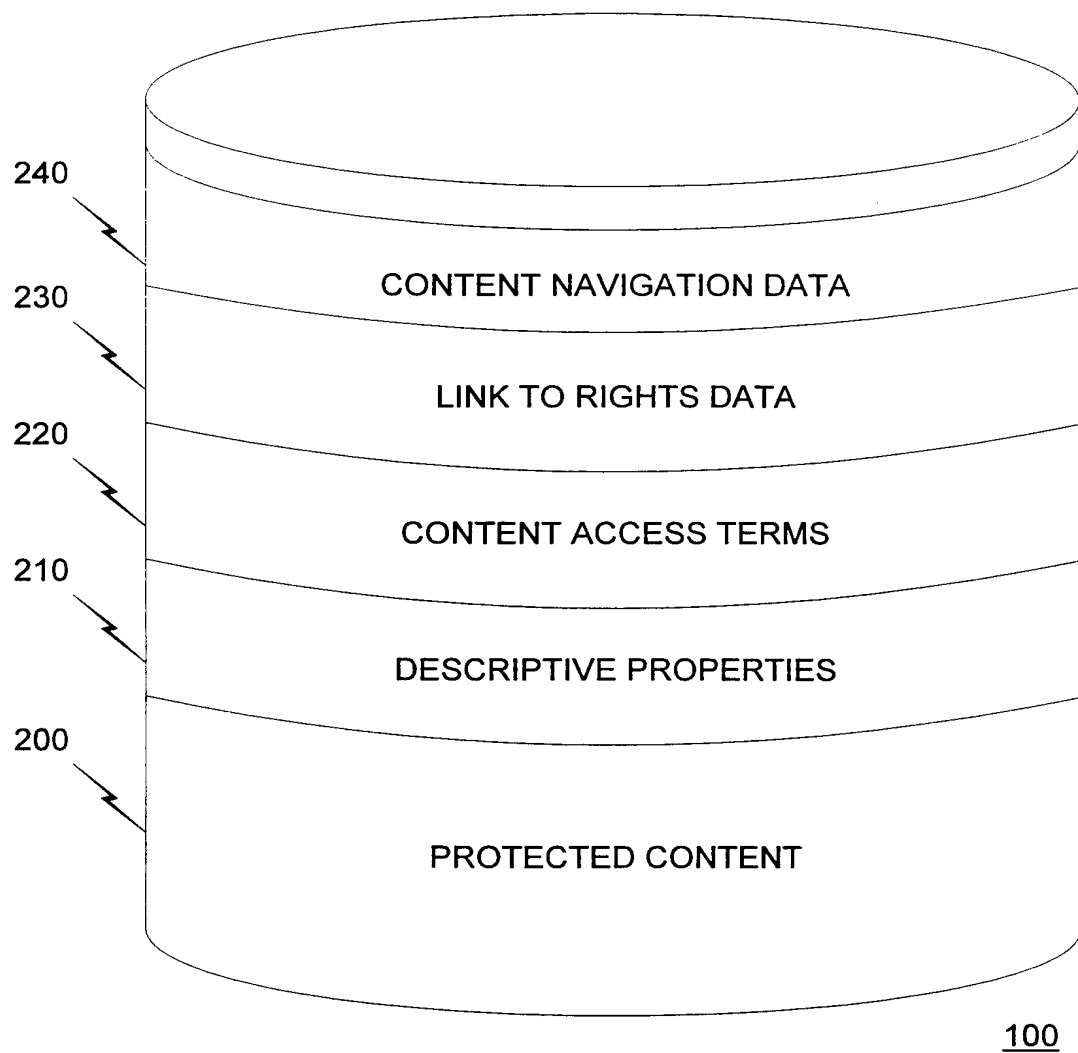 240
CONTENT NAVIGATION DATA
230
LINK TO RIGHTS DATA
220
CONTENT ACCESS TERMS
210
DESCRIPTIVE PROPERTIES
200
PROTECTED CONTENT
100